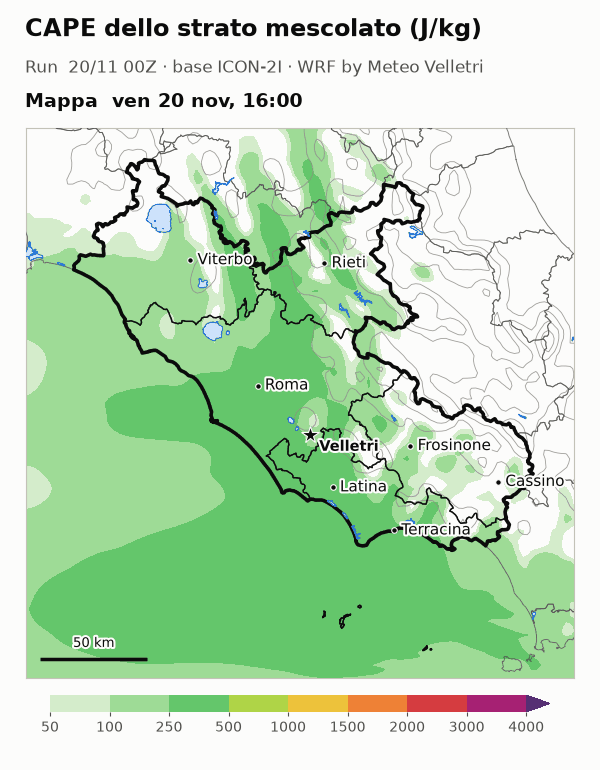 CAPE dello strato mescolato (J/kg)
Run  20/11 00Z · base ICON-2I · WRF by Meteo Velletri
Mappa  ven 20 nov, 16:00
Viterbo
Rieti
Roma
Velletri
Frosinone
Latina
Cassino
Terracina
50 km
50 100 250 500 1000 1500 2000 3000 4000